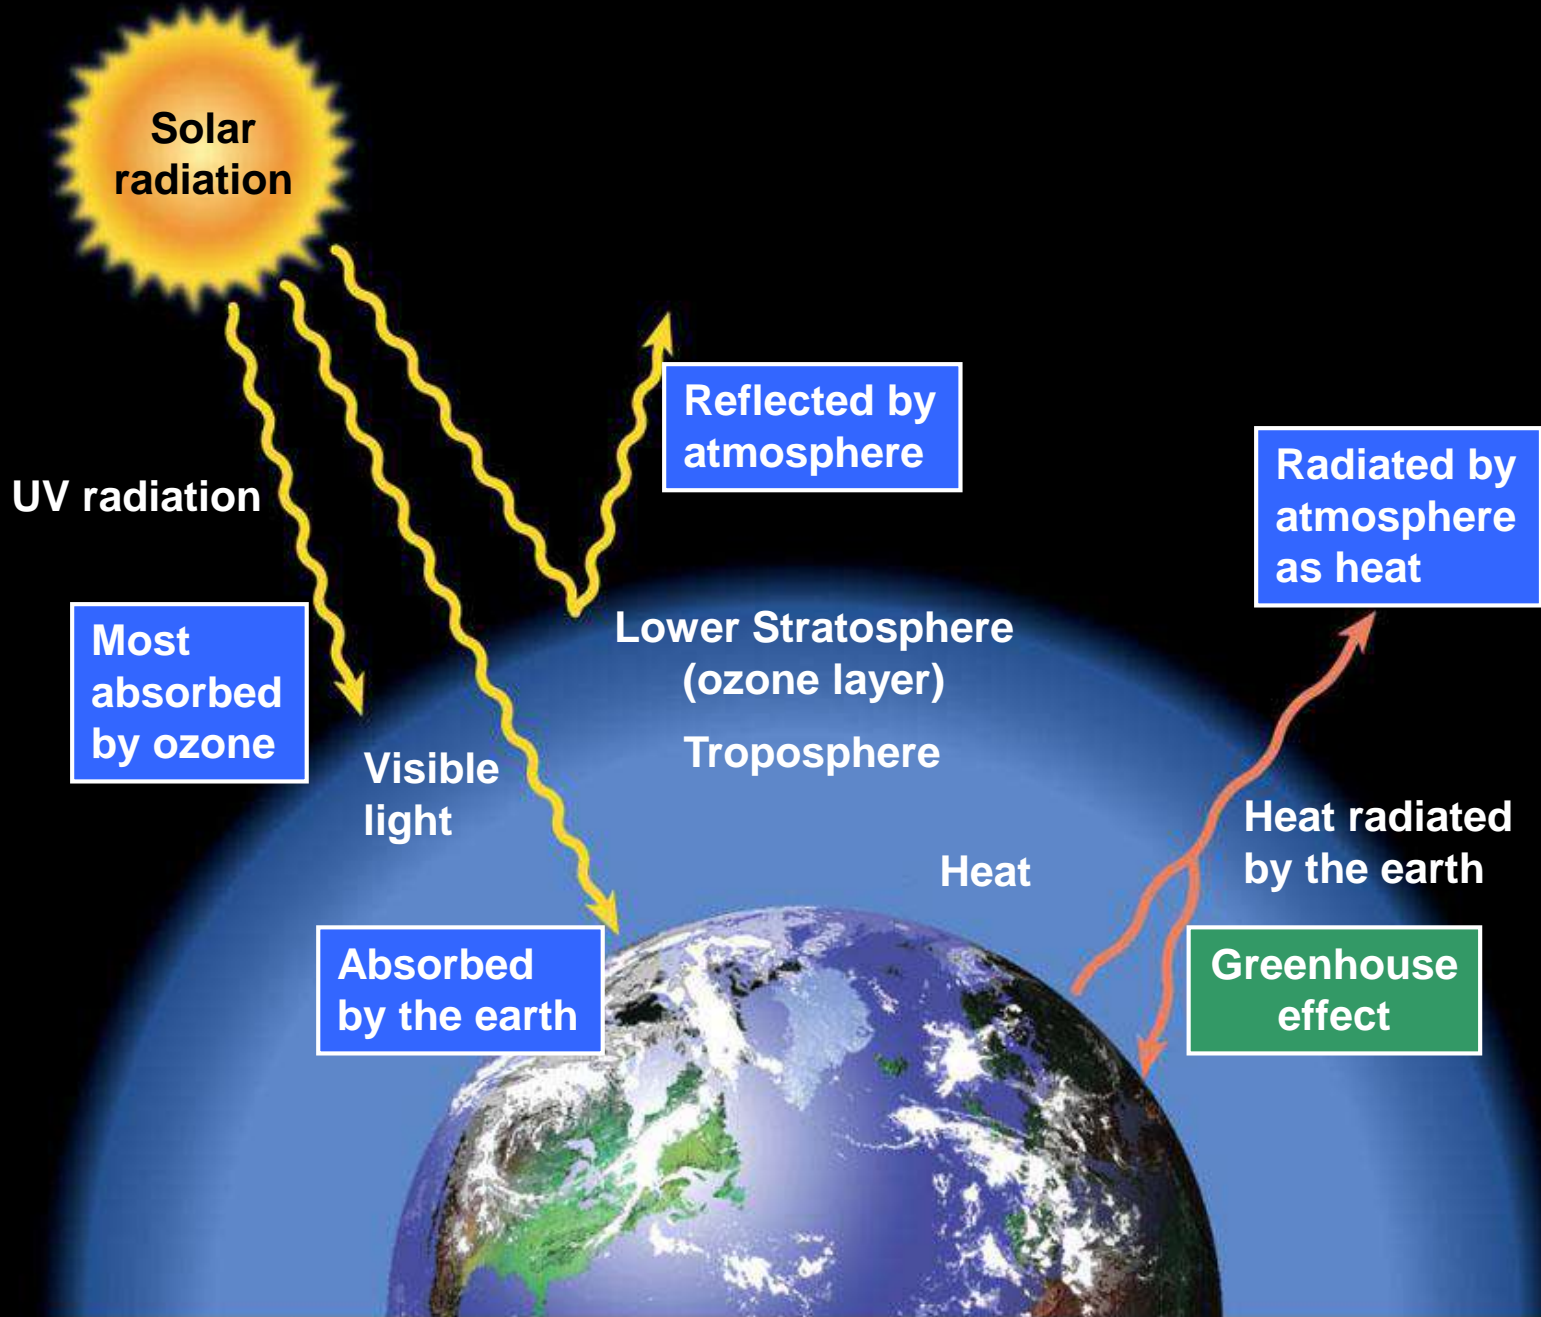 Solar
radiation
Reflected by
atmosphere
Radiated by
atmosphere
as heat
UV radiation
Most
absorbed
by ozone
Lower Stratosphere
(ozone layer)
Troposphere
Visible
light
Heat radiated
by the earth
Heat
Absorbed
by the earth
Greenhouse
effect